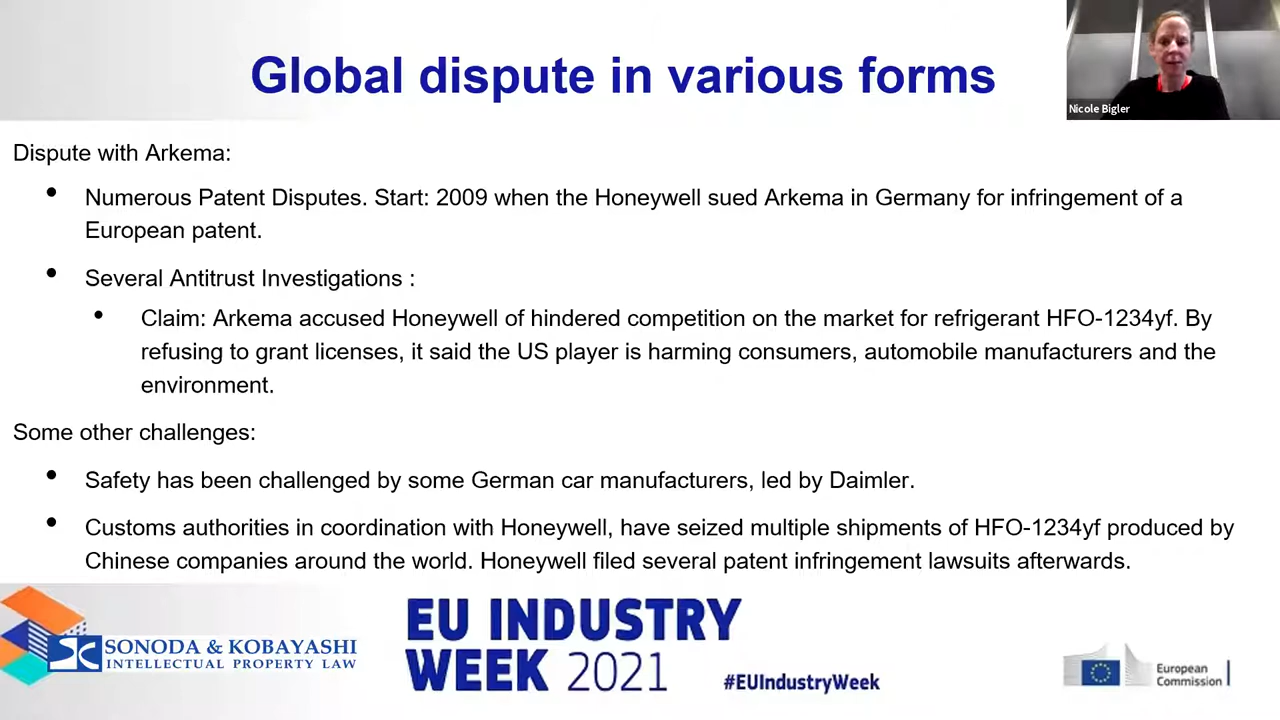 Global dispute in various forms
Nicole Bigler
Dispute with Arkema:
• Numerous Patent Disputes. Start: 2009 when the Honeywell sued Arkema in Germany for infringement of a
European patent.
• Several Antitrust Investigations :
• Claim: Arkema accused Honeywell of hindered competition on the market for refrigerant HFO-1234yf. By
refusing to grant licenses, it said the US player is harming consumers, automobile manufacturers and the
environment.
Some other challenges:
• Safety has been challenged by some German car manufacturers, led by Daimler.
• Customs authorities in coordination with Honeywell, have seized multiple shipments of HFO-1234yf produced by
Chinese companies around the world. Honeywell filed several patent infringement lawsuits afterwards.
SONODA & KOBAYASHI
INTELLECTUAL PROPERTY LAW
EU INDUSTRY
WEEK 2021
#EUIndustryWeek
European
Commission